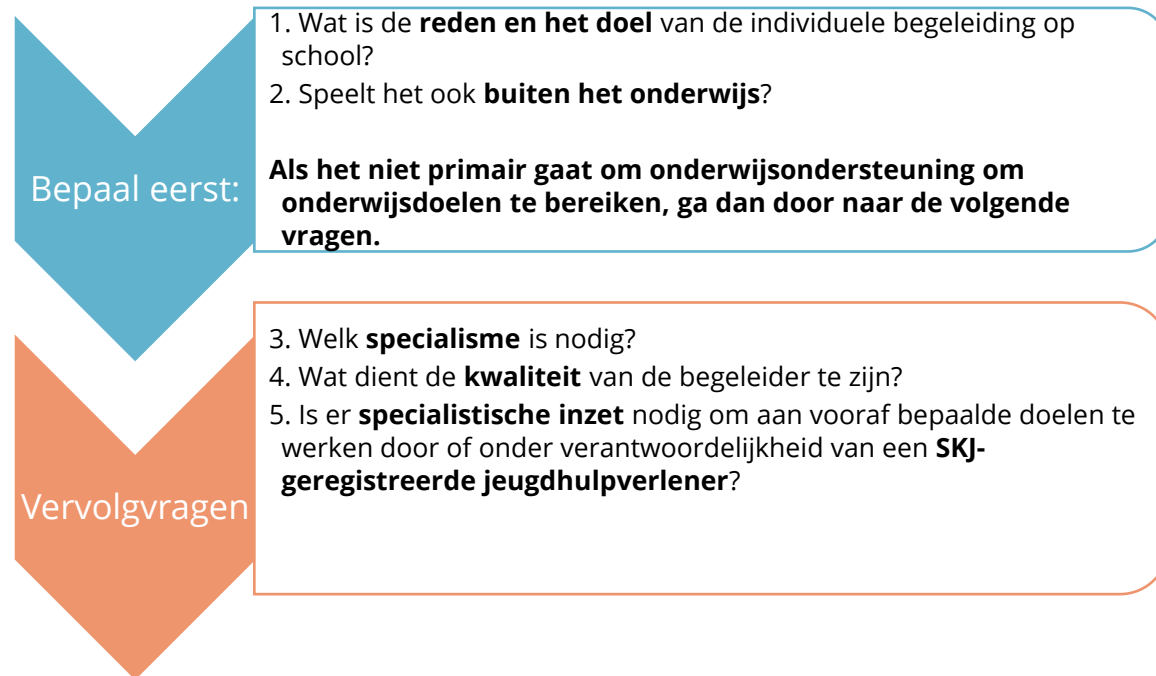 Bepaal eerst:
1. Wat is de reden en het doel van de individuele begeleiding op
school?
2. Speelt het ook buiten het onderwijs?
Als het niet primair gaat om onderwijsondersteuning om
onderwijsdoelen te bereiken, ga dan door naar de volgende
vragen.
Vervolgvragen
3. Welk specialisme is nodig?
4. Wat dient de kwaliteit van de begeleider te zijn?
5. Is er specialistische inzet nodig om aan vooraf bepaalde doelen te
werken door of onder verantwoordelijkheid van een SKJ-
geregistreerde jeugdhulpverlener?